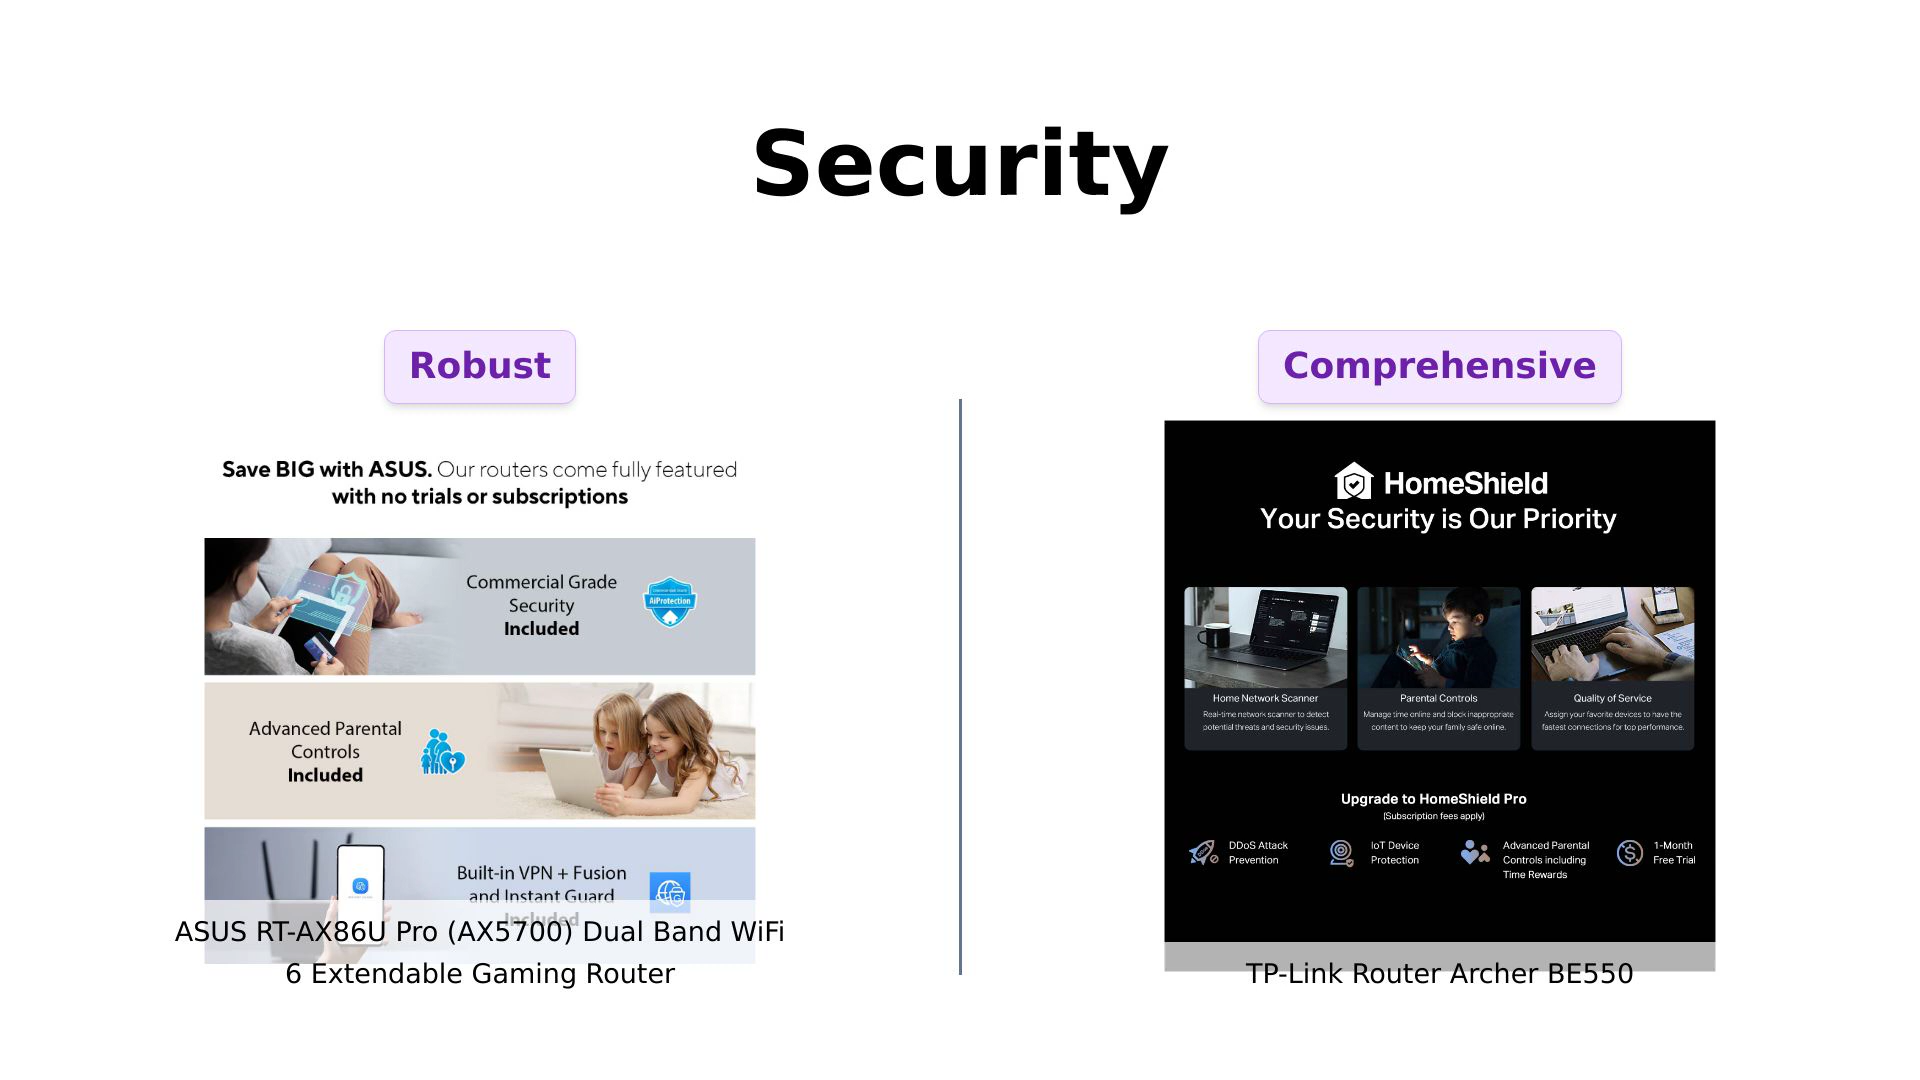 Security
Robust
Save BIG with ASUS. Our routers come fully featured
with no trials or subscriptions
Commercial Grade
Security
Included
AiProtection
Advanced Parental
Controls
Included
Built-in VPN + Fusion
and Instant Guard
Included
ASUS RT-AX86U Pro (AX5700) Dual Band WiFi
6 Extendable Gaming Router
Comprehensive
HomeShield
Your Security is Our Priority
Home Network Scanner
Real-time network scanner to detect
potential threats and security issues.
Parental Controls
Manage time online and block inappropriate
content to keep your family safe online.
Quality of Service
Assign your favorite devices to have the
fastest connections for top performance.
Upgrade to HomeShield Pro
(Subscription fees apply)
DDoS Attack
Prevention
IoT Device
Protection
Advanced Parental
Controls including
Time Rewards
1-Month
Free Trial
TP-Link Router Archer BE550